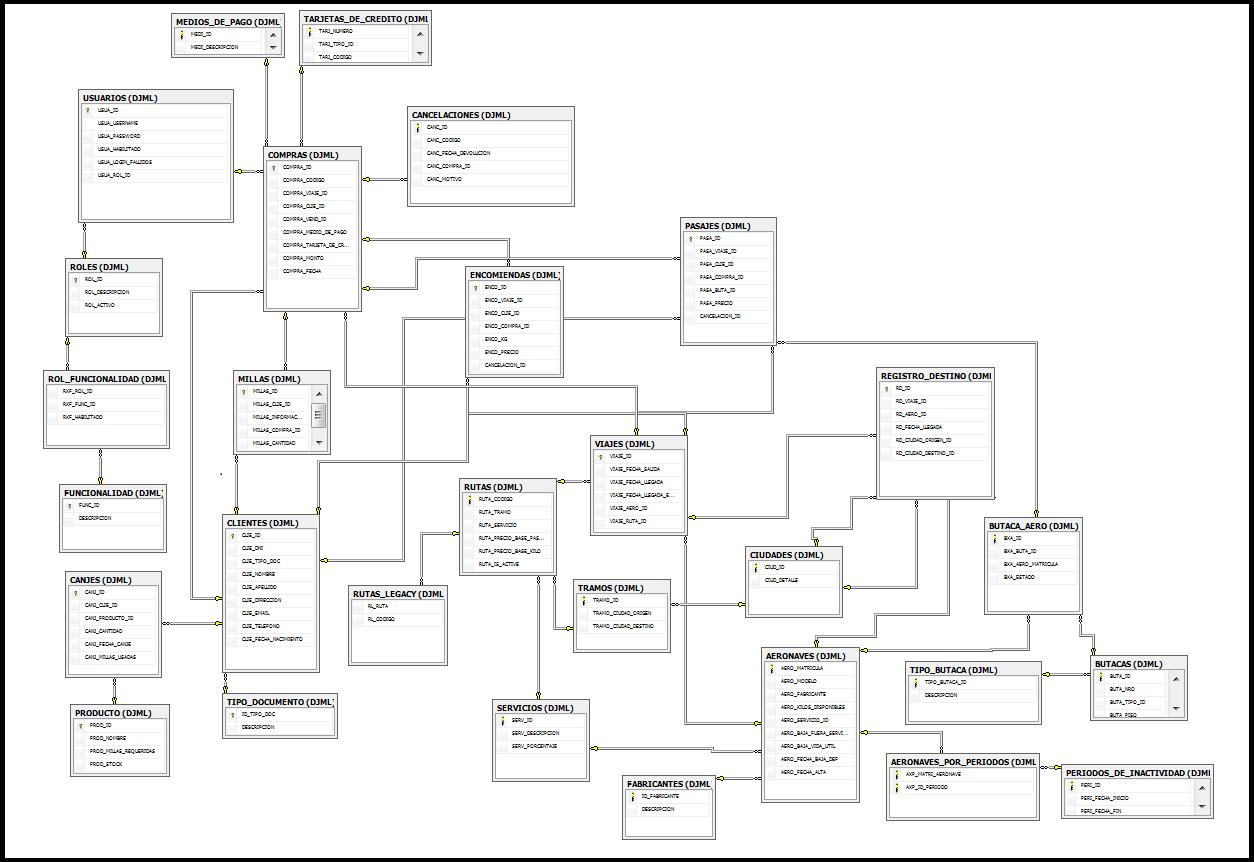 MEDIOS_DE_PAGO (DJML)
MEDI_ID
MEDI_DESCRIPCION
TARJETAS_DE_CREDITO (DJML
TARJ_NUMERO
TARJ_TIPO_ID
TARJ_CODIGO
USUARIOS (DJML)
USUA_ID
USUA_USERNAME
USUA_PASSWORD
USUA_HABILITADO
USUA_LOGIN_FALLIDOS
USUA_ROL_ID
CANCELACIONES (DJML)
CANC_ID
CANC_CODIGO
CANC_FECHA_DEVOLUCION
CANC_COMPRA_ID
CANC_MOTIVO
COMPRAS (DJML)
COMPRA_ID
COMPRA_CODIGO
COMPRA_VIAJE_ID
COMPRA_CLIE_ID
COMPRA_VEND_ID
COMPRA_MEDIO_DE_PAGO
COMPRA_TARJETA_DE_CR...
COMPRA_MONTO
COMPRA_FECHA
PASAJES (DJML)
PASA_ID
PASA_VIAJE_ID
PASA_CLIE_ID
PASA_COMPRA_ID
PASA_BUTA_ID
PASA_PRECIO
CANCELACION_ID
ROLES (DJML)
ROL_ID
ROL_DESCRIPCION
ROL_ACTIVO
ENCOMIENDAS (DJML)
ENCO_ID
ENCO_VIAJE_ID
ENCO_CLIE_ID
ENCO_COMPRA_ID
ENCO_KG
ENCO_PRECIO
CANCELACION_ID
ROL_FUNCIONALIDAD (DJML
RXF_ROL_ID
RXF_FUNC_ID
RXF_HABILITADO
MILLAS (DJML)
MILLAS_ID
MILLAS_CLIE_ID
MILLAS_INFORMAC...
MILLAS_COMPRA_ID
MILLAS_CANTIDAD
REGISTRO_DESTINO (DJML
RD_ID
RD_VIAJE_ID
RD_AERO_ID
RD_FECHA_LLEGADA
RD_CIUDAD_ORIGEN_ID
RD_CIUDAD_DESTINO_ID
VIAJES (DJML)
VIAJE_ID
VIAJE_FECHA_SALIDA
VIAJE_FECHA_LLEGADA
VIAJE_FECHA_LLEGADA_E...
VIAJE_AERO_ID
VIAJE_RUTA_ID
FUNCIONALIDAD (DJML)
FUNC_ID
DESCRIPCION
RUTAS (DJML)
RUTA_CODIGO
RUTA_TRAMO
RUTA_SERVICIO
RUTA_PRECIO_BASE_PAS...
RUTA_PRECIO_BASE_KILO
RUTA_IS_ACTIVE
CLIENTES (DJML)
CLIE_ID
CLIE_DNI
CLIE_TIPO_DOC
CLIE_NOMBRE
CLIE_APELLIDO
CLIE_DIRECCION
CLIE_EMAIL
CLIE_TELEFONO
CLIE_FECHA_NACIMIENTO
BUTACA_AERO (DJML)
BXA_ID
BXA_BUTA_ID
BXA_AERO_MATRICULA
BXA_ESTADO
CIUDADES (DJML)
CIUD_ID
CIUD_DETALLE
CANJES (DJML)
CANJ_ID
CANJ_CLIE_ID
CANJ_PRODUCTO_ID
CANJ_CANTIDAD
CANJ_FECHA_CANJE
CANJ_MILLAS_USADAS
RUTAS_LEGACY (DJML
RL_RUTA
RL_CODIGO
TRAMOS (DJML)
TRAMO_ID
TRAMO_CIUDAD_ORIGEN
TRAMO_CIUDAD_DESTINO
AERONAVES (DJML)
AERO_MATRICULA
AERO_MODELO
AERO_FABRICANTE
AERO_KILOS_DISPONIBLES
AERO_SERVICIO_ID
AERO_BAJA_FUERA_SERVI...
AERO_BAJA_VIDA_UTIL
AERO_FECHA_BAJA_DEF
AERO_FECHA_ALTA
TIPO_BUTACA (DJML)
TIPO_BUTACA_ID
DESCRIPCION
BUTACAS (DJML)
BUTA_ID
BUTA_NRO
BUTA_TIPO_ID
BUTA_PISO
TIPO_DOCUMENTO (DJML)
ID_TIPO_DOC
DESCRIPCION
SERVICIOS (DJML)
SERV_ID
SERV_DESCRIPCION
SERV_PORCENTAJE
PRODUCTO (DJML)
PROD_ID
PROD_NOMBRE
PROD_MILLAS_REQUERIDAS
PROD_STOCK
AERONAVES_POR_PERIODOS (DJML
AXP_MATRI_AERONAVE
AXP_ID_PERIODO
PERIODOS_DE_INACTIVIDAD (DJML
PERI_ID
PERI_FECHA_INICIO
PERI_FECHA_FIN
FABRICANTES (DJML)
ID_FABRICANTE
DESCRIPCION